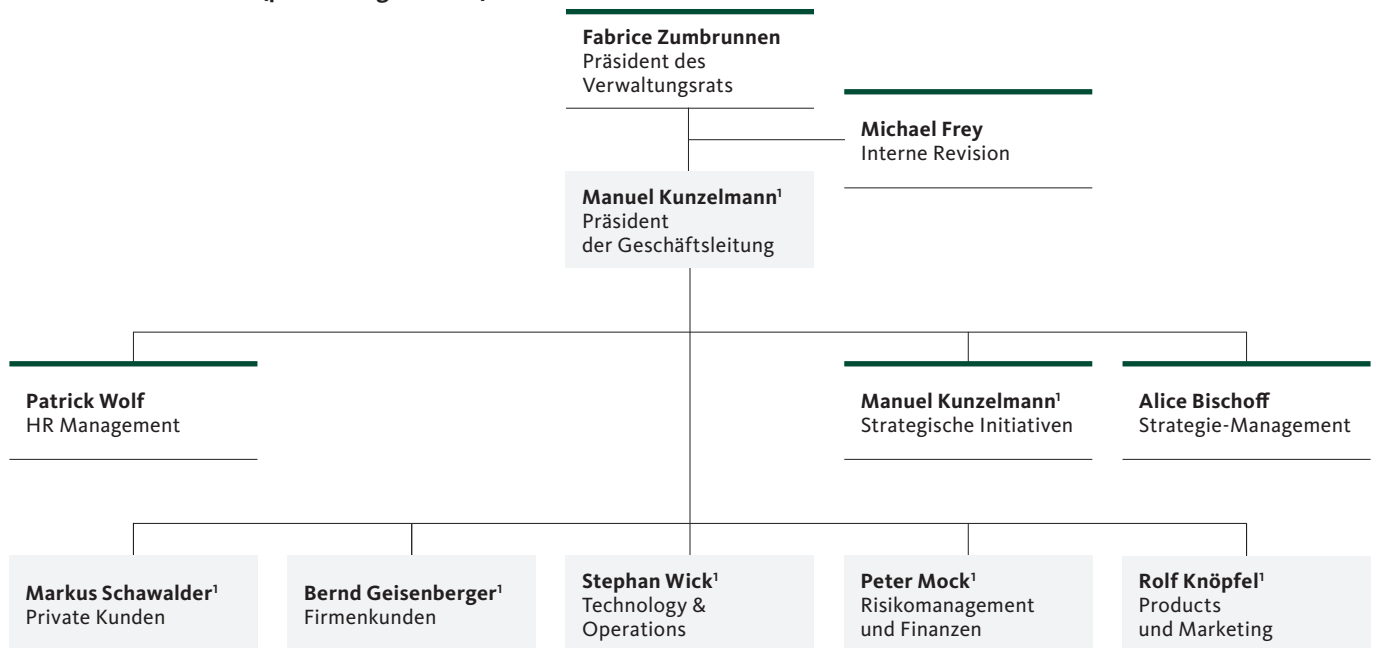 Fabrice Zumbrunnen
Präsident des
Verwaltungsrats
Michael Frey
Interne Revision
Manuel Kunzelmann¹
Präsident
der Geschäftsleitung
Patrick Wolf
HR Management
Manuel Kunzelmann¹
Strategische Initiativen
Alice Bischoff
Strategie-Management
Markus Schawalder¹
Private Kunden
Bernd Geisenberger¹
Firmenkunden
Stephan Wick¹
Technology &
Operations
Peter Mock¹
Risikomanagement
und Finanzen
Rolf Knöpfel¹
Products
und Marketing